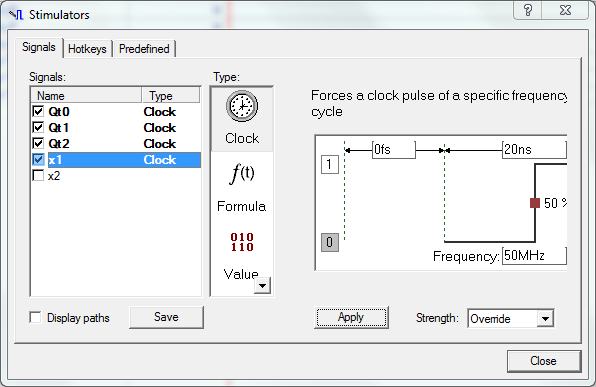 Stimulators
Signals Hotkeys Predefined
Signals:
Name Type
Qt0 Clock
Qt1 Clock
Qt2 Clock
x1 Clock
x2
Display paths
Save
Type:
Clock
f(t)
Formula
010
110
Value
Forces a clock pulse of a specific frequency
cycle
0fs 20ns
1
50 %
0
Frequency: 50MHz
Apply
Strength: Override
Close